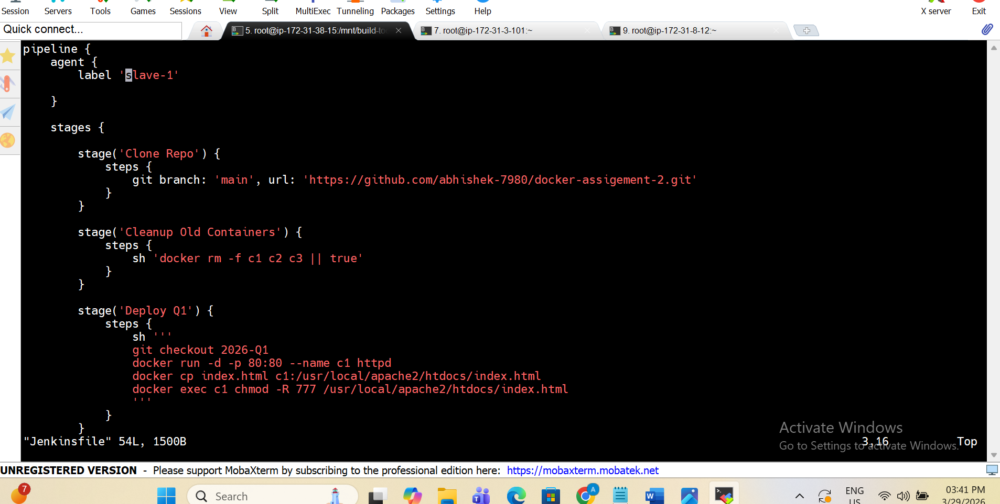 Session Servers Tools Games Sessions View Split MultiExec Tunneling Packages Settings Help X server Exit
Quick connect...
5. root@ip-172-31-38-15:/mnt/build-to
7. root@ip-172-31-3-101:~
9. root@ip-172-31-8-12:~
pipeline {
    agent {
        label 'slave-1'
    }
    stages {
        stage('Clone Repo') {
            steps {
                git branch: 'main', url: 'https://github.com/abhishek-7980/docker-assigement-2.git'
            }
        }
        stage('Cleanup Old Containers') {
            steps {
                sh 'docker rm -f c1 c2 c3 || true'
            }
        }
        stage('Deploy Q1') {
            steps {
                sh '''
                git checkout 2026-Q1
                docker run -d -p 80:80 --name c1 httpd
                docker cp index.html c1:/usr/local/apache2/htdocs/index.html
                docker exec c1 chmod -R 777 /usr/local/apache2/htdocs/index.html
                '''
            }
        }
"Jenkinsfile" 54L, 1500B 3,16 Top
Activate Windows
Go to Settings to activate Windows.
UNREGISTERED VERSION - Please support MobaXterm by subscribing to the professional edition here: https://mobaxterm.mobatek.net
7
Search
A
ENG
US
03:41 PM
3/29/2026